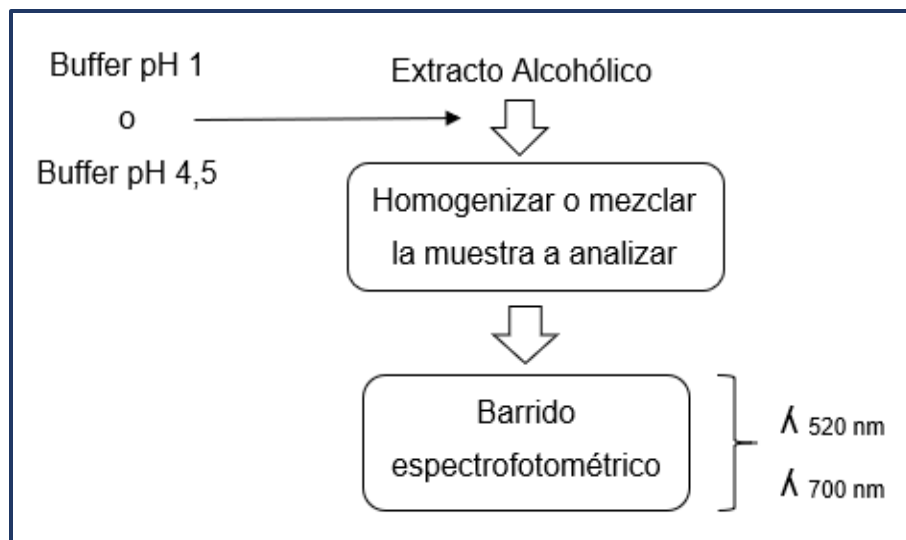 Buffer pH 1
o
Buffer pH 4,5
Extracto Alcohólico
Homogenizar o mezclar
la muestra a analizar
Barrido
espectrofotométrico
ʎ 520 nm
ʎ 700 nm